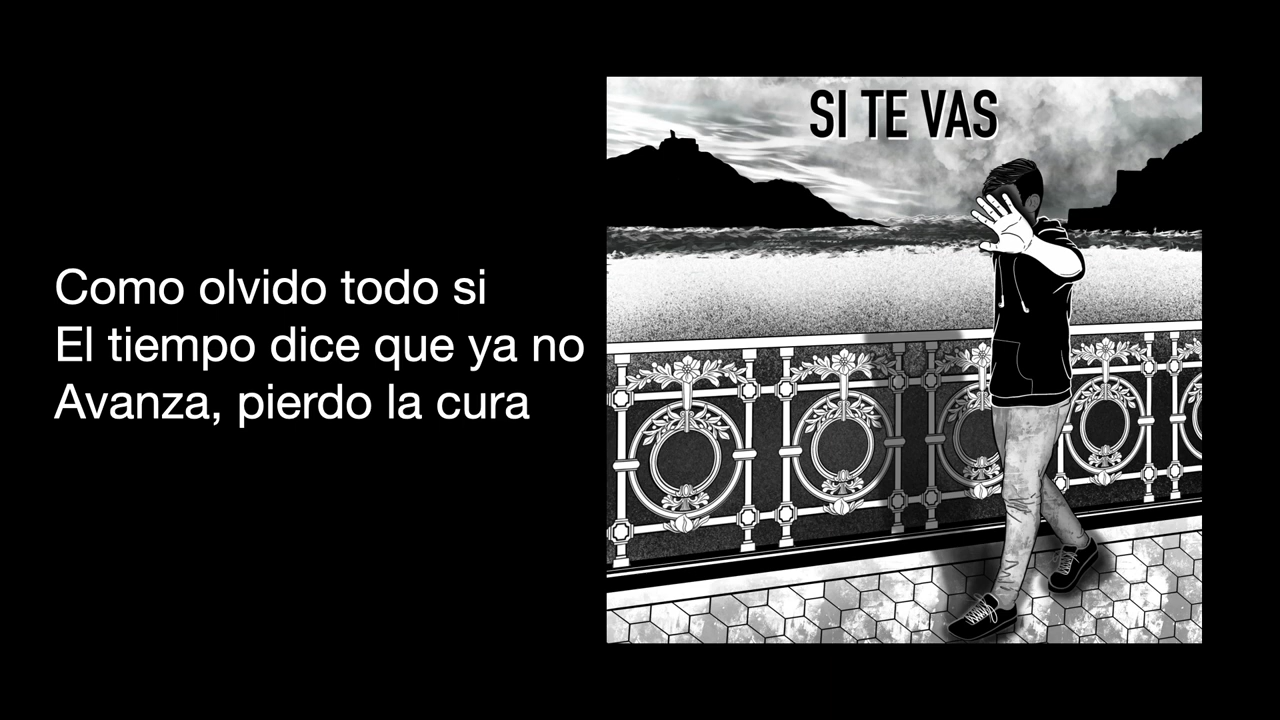 SI TE VAS
Como olvido todo si
El tiempo dice que ya no
Avanza, pierdo la cura